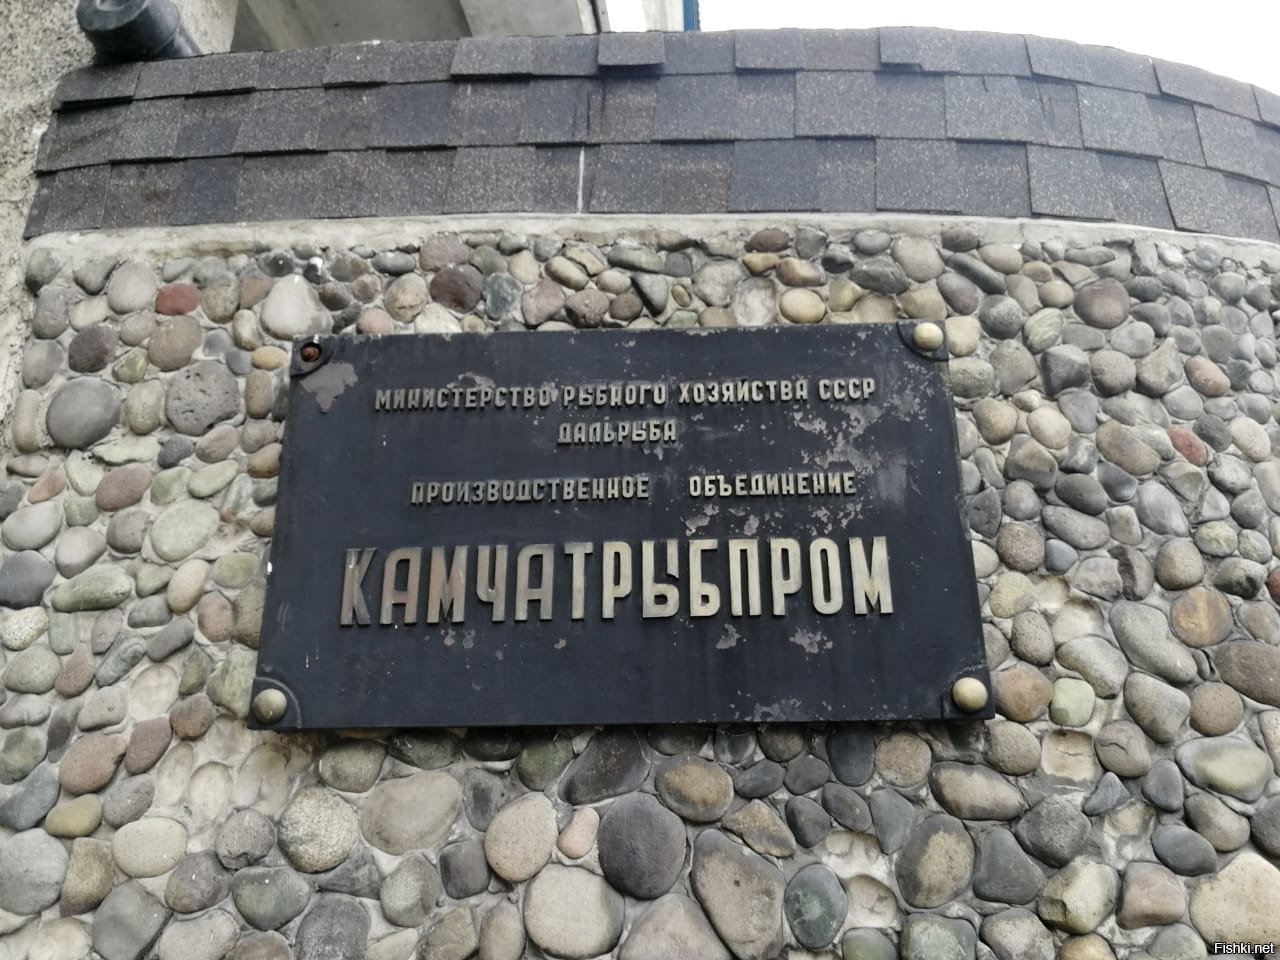 МИНИСТЕРСТВО РЫБНОГО ХОЗЯЙСТВА СССР
ДАЛЬРЫБА
ПРОИЗВОДСТВЕННОЕ ОБЪЕДИНЕНИЕ
КАМЧАТРЫБПРОМ
Fishki.net